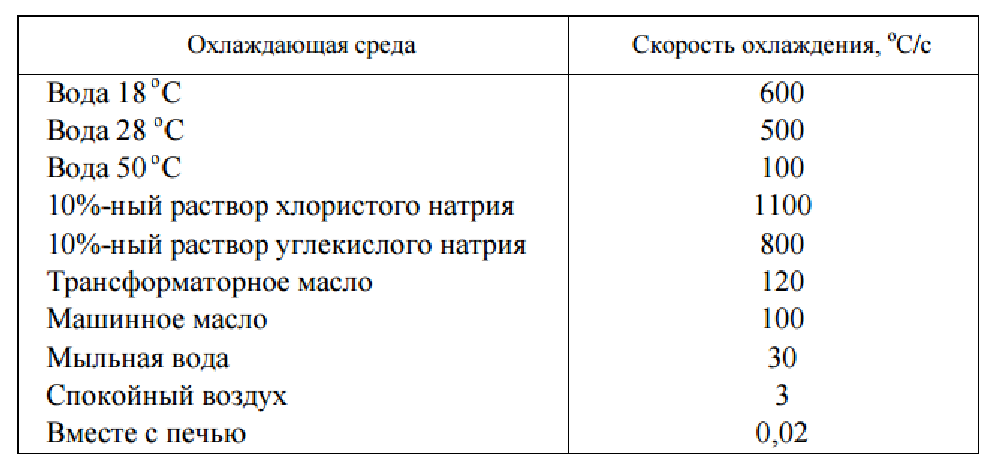 Охлаждающая среда Скорость охлаждения, °С/с
Вода 18 °С 600
Вода 28 °С 500
Вода 50 °С 100
10%-ный раствор хлористого натрия 1100
10%-ный раствор углекислого натрия 800
Трансформаторное масло 120
Машинное масло 100
Мыльная вода 30
Спокойный воздух 3
Вместе с печью 0,02